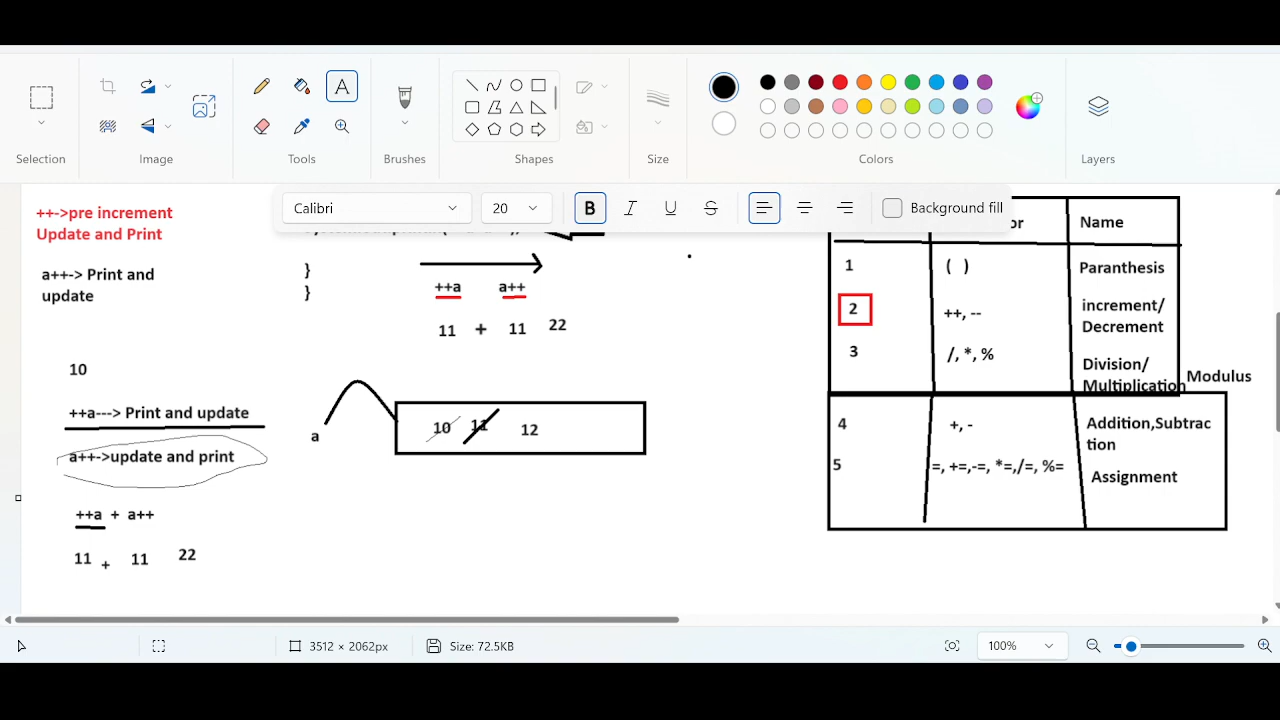 Selection
Image
Tools
Brushes
Shapes
Size
Colors
Layers
Calibri
20
B I U S
Background fill
++->pre increment
Update and Print
a++-> Print and
update
}
}
++a a++
11 + 11 22
10
++a---> Print and update
a++->update and print
++a + a++
11 + 11 22
a
10 11 12
Name
1 ( ) Paranthesis
2 ++, -- increment/
Decrement
3 /, *, % Division/
Multiplication Modulus
4 +, - Addition,Subtrac
tion
5 =, +=,-=, *=,/=, %= Assignment
3512 × 2062px
Size: 72.5KB
100%